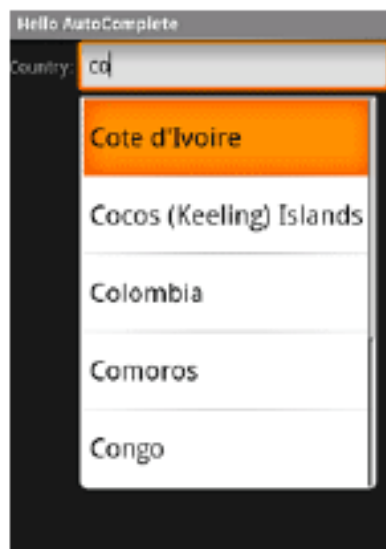 Hello AutoComplete
Country: co
Cote d'Ivoire
Cocos (Keeling) Islands
Colombia
Comoros
Congo